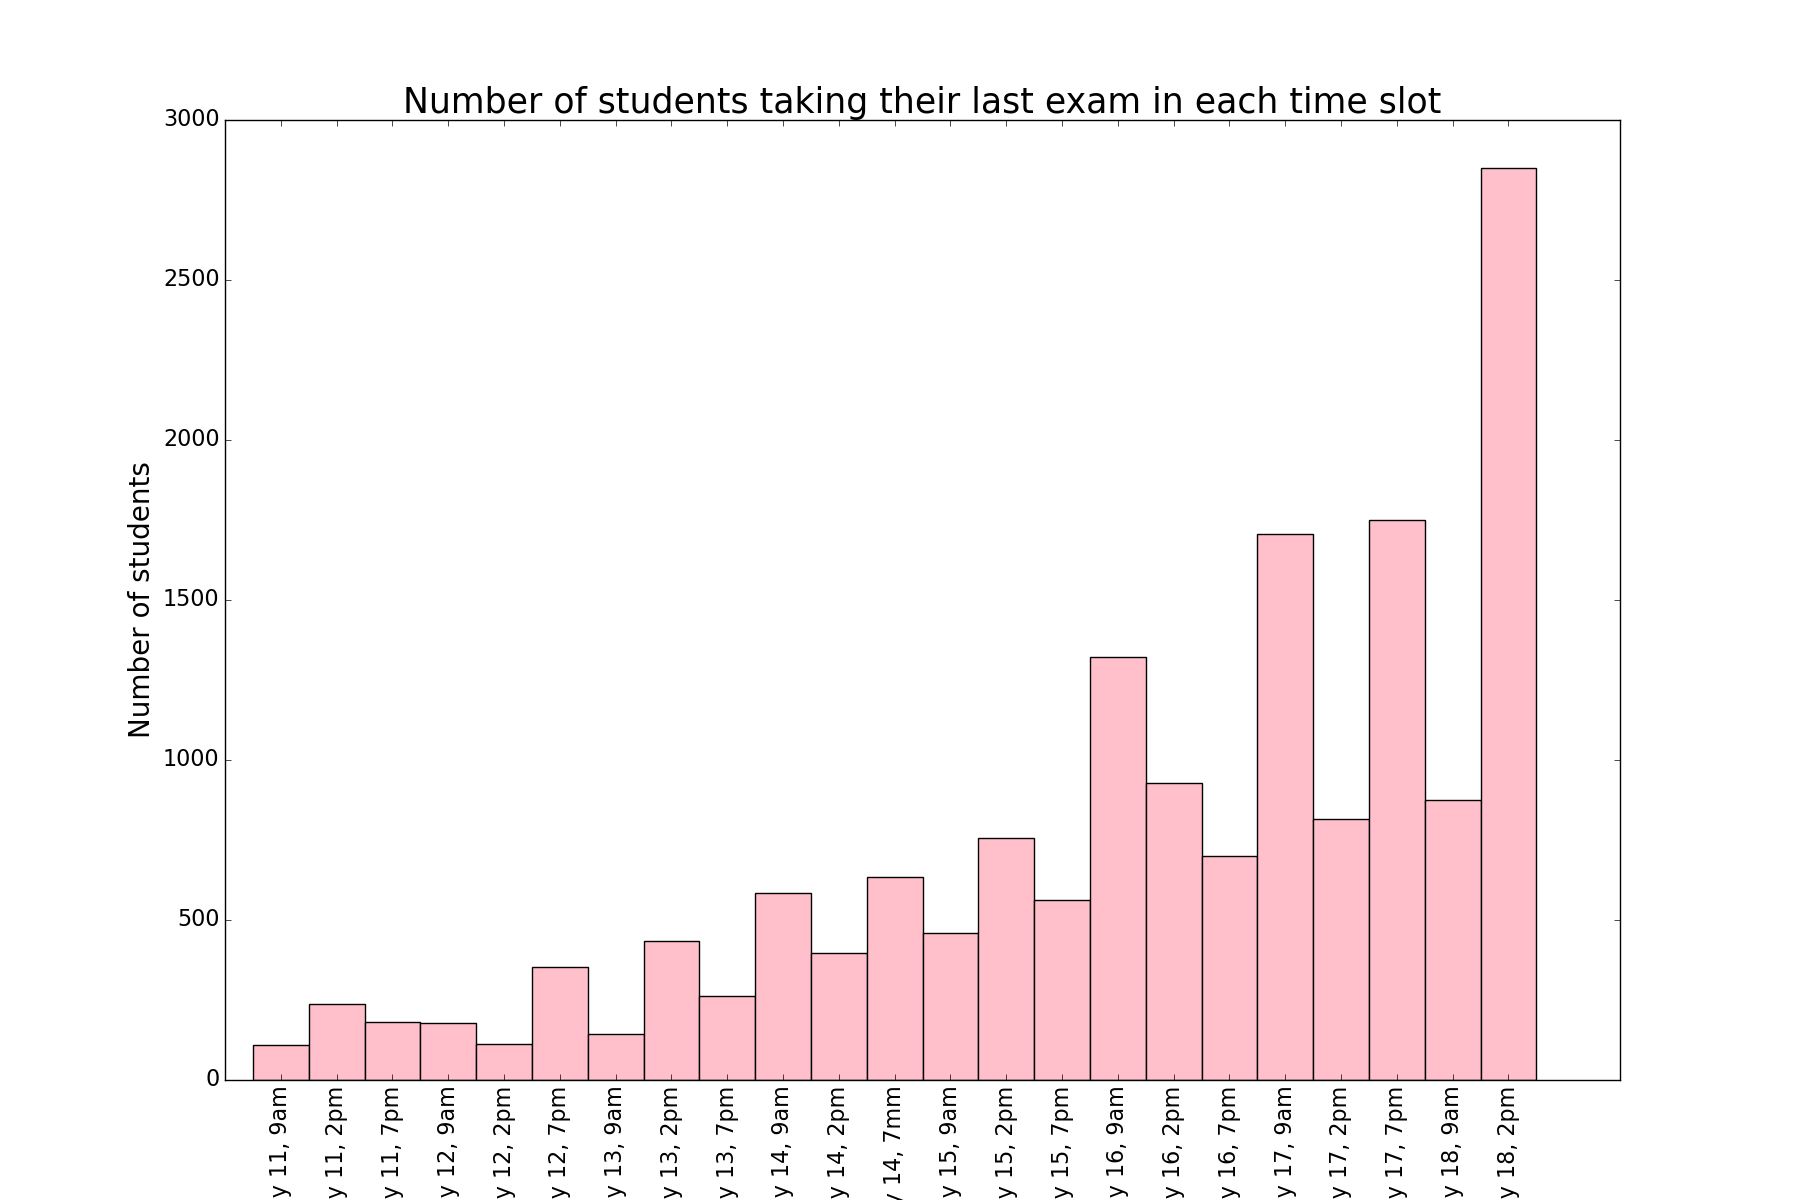 Number of students taking their last exam in each time slot
3000
2500
2000
1500
1000
500
0
Number of students
y 11, 9am
y 11, 2pm
y 11, 7pm
y 12, 9am
y 12, 2pm
y 12, 7pm
y 13, 9am
y 13, 2pm
y 13, 7pm
y 14, 9am
y 14, 2pm
y 14, 7mm
y 15, 9am
y 15, 2pm
y 15, 7pm
y 16, 9am
y 16, 2pm
y 16, 7pm
y 17, 9am
y 17, 2pm
y 17, 7pm
y 18, 9am
y 18, 2pm